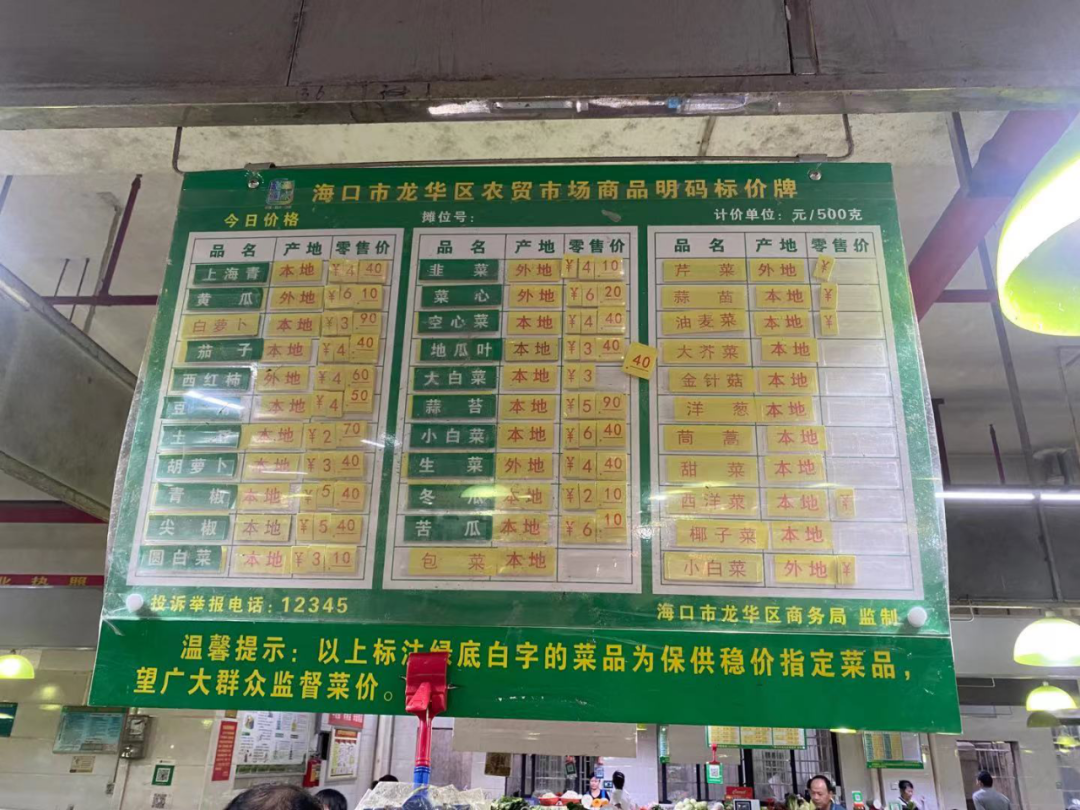 海口市龙华区农贸市场商品明码标价牌
今日价格 摊位号: 计价单位: 元/500克
品名 产地 零售价
上海青 本地 ¥4 40
黄瓜 外地 ¥6 10
白萝卜 本地 ¥3 90
茄子 本地 ¥4 40
西红柿 外地 ¥4 60
豆 本地 ¥4 50
土 本地 ¥2 70
胡萝卜 本地 ¥3 40
青椒 本地 ¥5 40
尖椒 本地 ¥5 40
圆白菜 本地 ¥3 10
品名 产地 零售价
韭菜 外地 ¥4 10
菜心 外地 ¥6 20
空心菜 本地 ¥4 40
地瓜叶 本地 ¥3 40
40
大白菜 本地 ¥3
蒜苔 本地 ¥5 90
小白菜 本地 ¥6 40
生菜 外地 ¥4 40
冬瓜 本地 ¥2 10
苦瓜 本地 ¥6 10
包菜 本地
品名 产地 零售价
芹菜 外地 ¥
蒜苗 本地 ¥
油麦菜 本地 ¥
大芥菜 本地
金针菇 本地
洋葱 本地
茼蒿 本地
甜菜 本地
西洋菜 本地 ¥
椰子菜 本地
小白菜 外地 ¥
投诉举报电话: 12345
海口市龙华区商务局 监制
温馨提示: 以上标注绿底白字的菜品为保供稳价指定菜品,
望广大群众监督菜价。